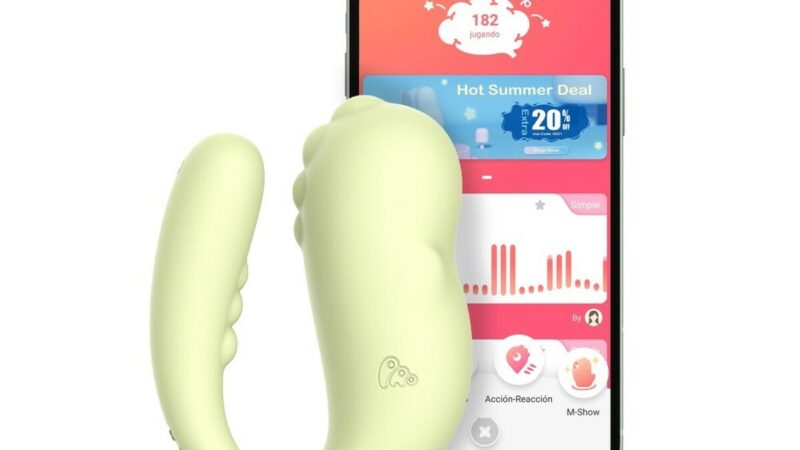 182
jugando
Hot Summer Deal
Extra
20%
OFF
Shop Now
Simple
By
Acción-Reacción
M-Show